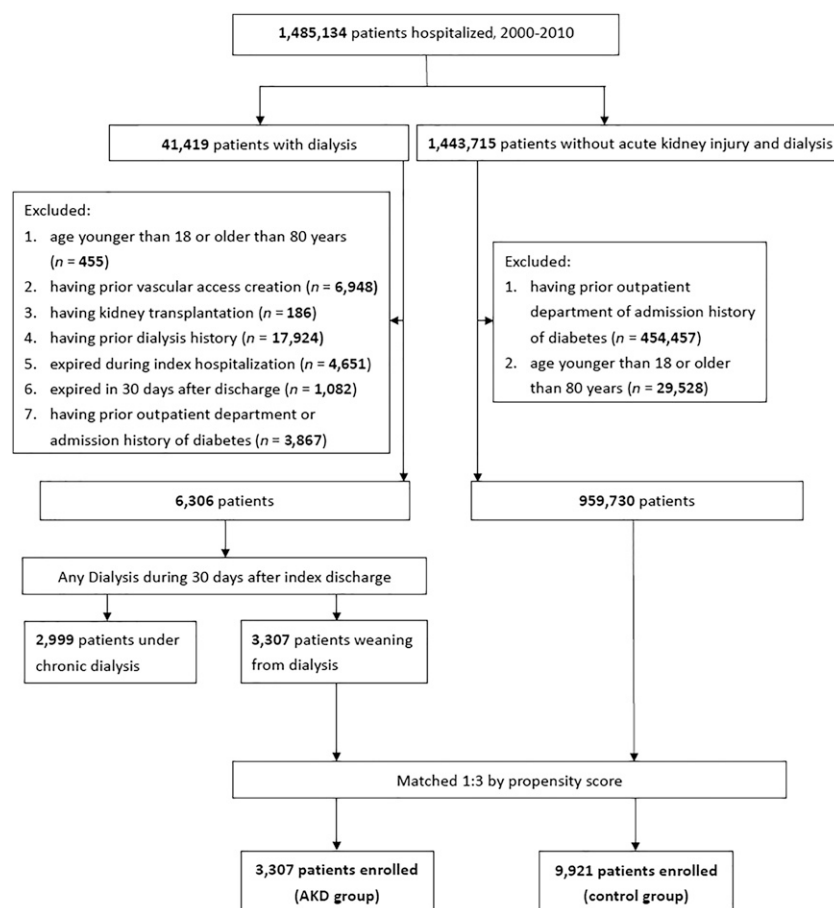 1,485,134 patients hospitalized, 2000-2010
41,419 patients with dialysis
1,443,715 patients without acute kidney injury and dialysis
Excluded:
1. age younger than 18 or older than 80 years
(n = 455)
2. having prior vascular access creation (n = 6,948)
3. having kidney transplantation (n = 186)
4. having prior dialysis history (n = 17,924)
5. expired during index hospitalization (n = 4,651)
6. expired in 30 days after discharge (n = 1,082)
7. having prior outpatient department or
admission history of diabetes (n = 3,867)
Excluded:
1. having prior outpatient
department of admission history
of diabetes (n = 454,457)
2. age younger than 18 or older
than 80 years (n = 29,528)
6,306 patients
959,730 patients
Any Dialysis during 30 days after index discharge
2,999 patients under
chronic dialysis
3,307 patients weaning
from dialysis
Matched 1:3 by propensity score
3,307 patients enrolled
(AKD group)
9,921 patients enrolled
(control group)